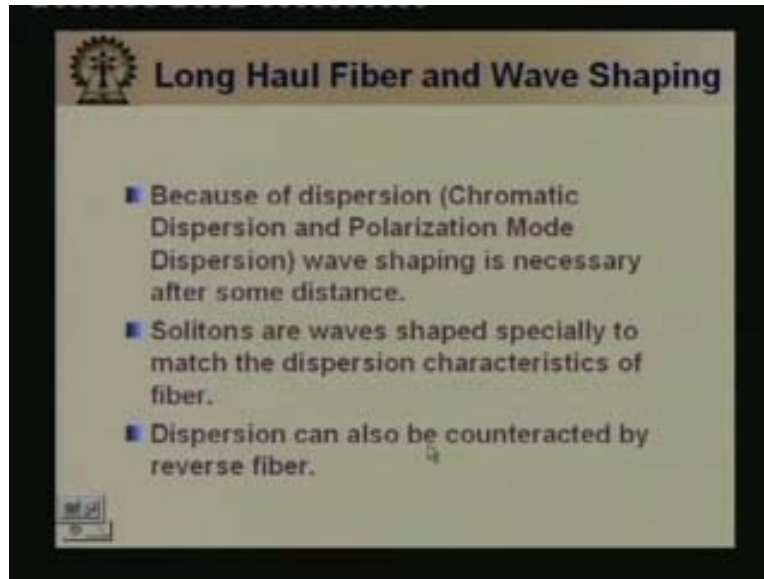 Long Haul Fiber and Wave Shaping
Because of dispersion (Chromatic
Dispersion and Polarization Mode
Dispersion) wave shaping is necessary
after some distance.
Solitons are waves shaped specially to
match the dispersion characteristics of
fiber.
Dispersion can also be counteracted by
reverse fiber.